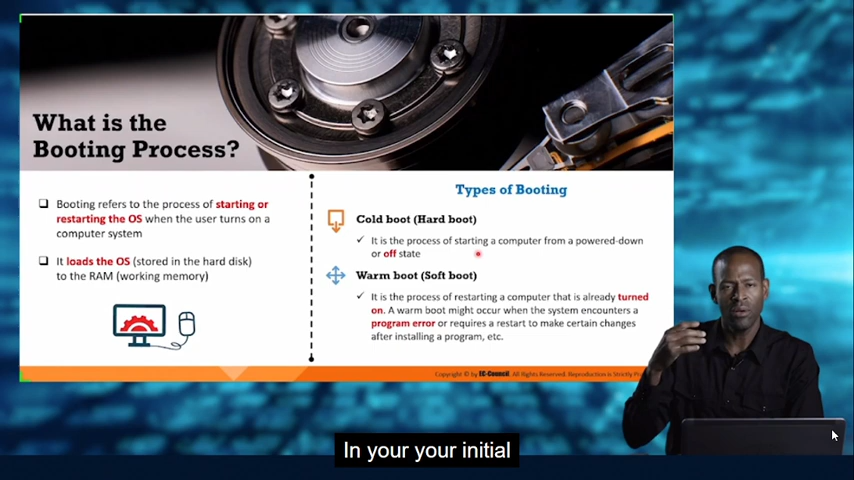 What is the
Booting Process?
Booting refers to the process of starting or
restarting the OS when the user turns on a
computer system
It loads the OS (stored in the hard disk)
to the RAM (working memory)
Types of Booting
Cold boot (Hard boot)
It is the process of starting a computer from a powered-down
or off state
Warm boot (Soft boot)
It is the process of restarting a computer that is already turned
on. A warm boot might occur when the system encounters a
program error or requires a restart to make certain changes
after installing a program, etc.
Copyright © by EC-Council. All Rights Reserved. Reproduction is Strictly
In your your initial